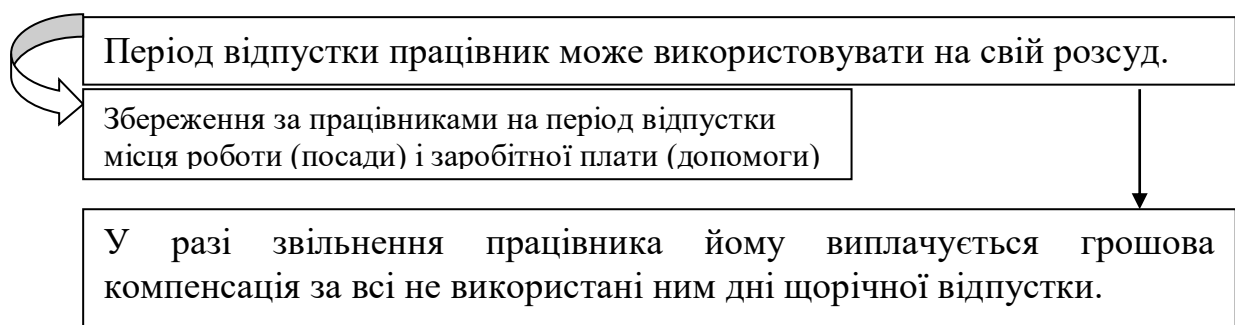 Період відпустки працівник може використовувати на свій розсуд.
Збереження за працівниками на період відпустки
місця роботи (посади) і заробітної плати (допомоги)
У разі звільнення працівника йому виплачується грошова
компенсація за всі не використані ним дні щорічної відпустки.